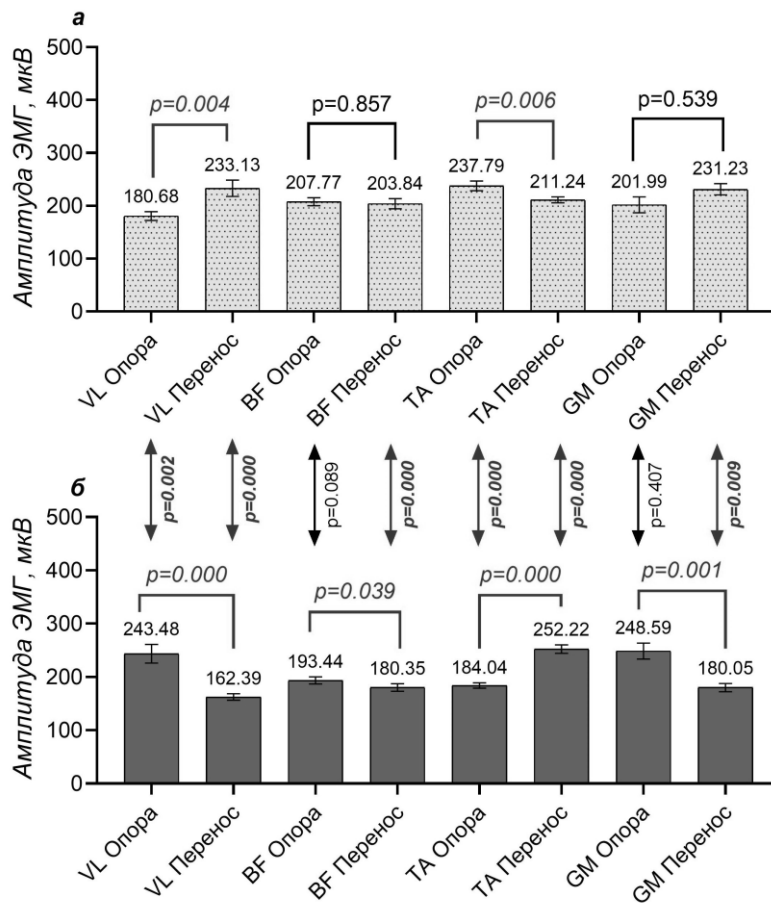 а
Амплитуда ЭМГ, мкВ
500
400
300
200
100
0
p=0.004
p=0.857
p=0.006
p=0.539
180.68
233.13
207.77
203.84
237.79
211.24
201.99
231.23
VL Опора
VL Перенос
BF Опора
BF Перенос
TA Опора
TA Перенос
GM Опора
GM Перенос
p=0.002
p=0.000
p=0.089
p=0.000
p=0.000
p=0.000
p=0.407
p=0.009
б
Амплитуда ЭМГ, мкВ
500
400
300
200
100
0
p=0.000
p=0.039
p=0.000
p=0.001
243.48
162.39
193.44
180.35
184.04
252.22
248.59
180.05
VL Опора
VL Перенос
BF Опора
BF Перенос
TA Опора
TA Перенос
GM Опора
GM Перенос